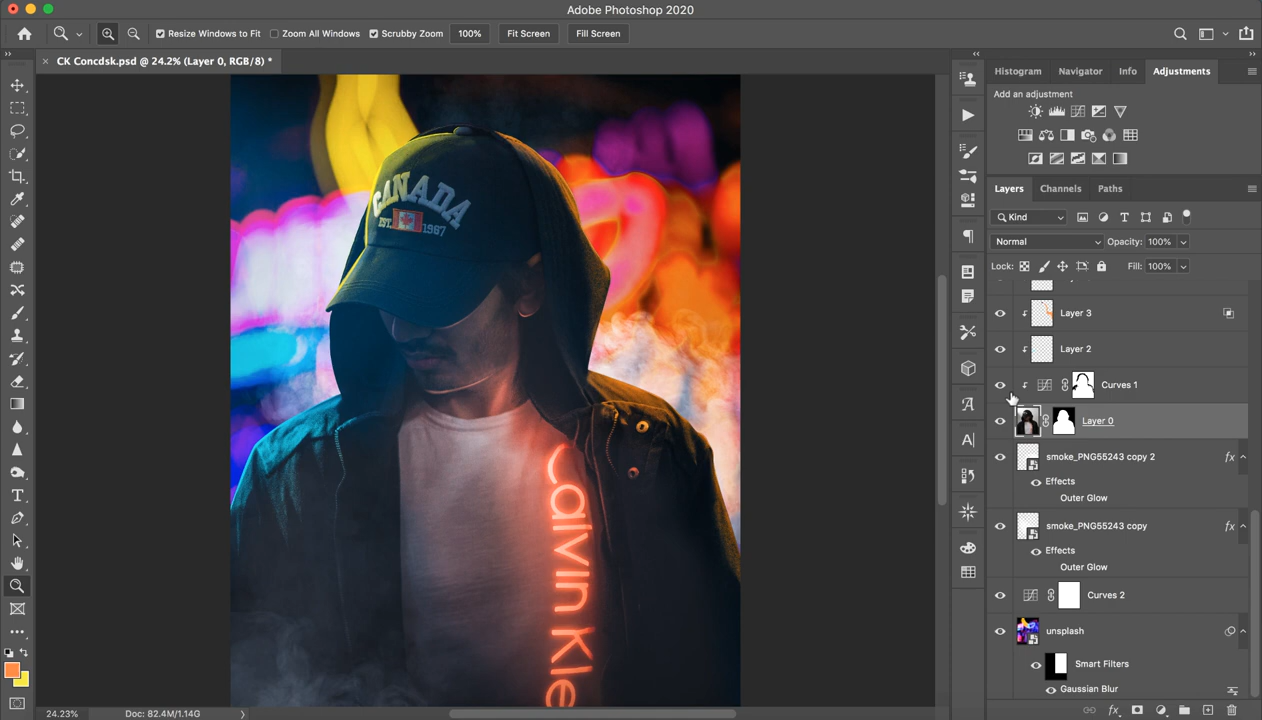 Adobe Photoshop 2020
Resize Windows to Fit
Zoom All Windows
Scrubby Zoom
100%
Fit Screen
Fill Screen
CK Concdsk.psd @ 24.2% (Layer 0, RGB/8) *
Histogram
Navigator
Info
Adjustments
Add an adjustment
Layers
Channels
Paths
Kind
Normal
Opacity: 100%
Lock:
Fill: 100%
Layer 3
Layer 2
Curves 1
Layer 0
smoke_PNG55243 copy 2
fx
Effects
Outer Glow
smoke_PNG55243 copy
fx
Effects
Outer Glow
Curves 2
unsplash
Smart Filters
Gaussian Blur
CANADA
EST. 1967
Calvin Kle
24.23%
Doc: 82.4M/1.14G